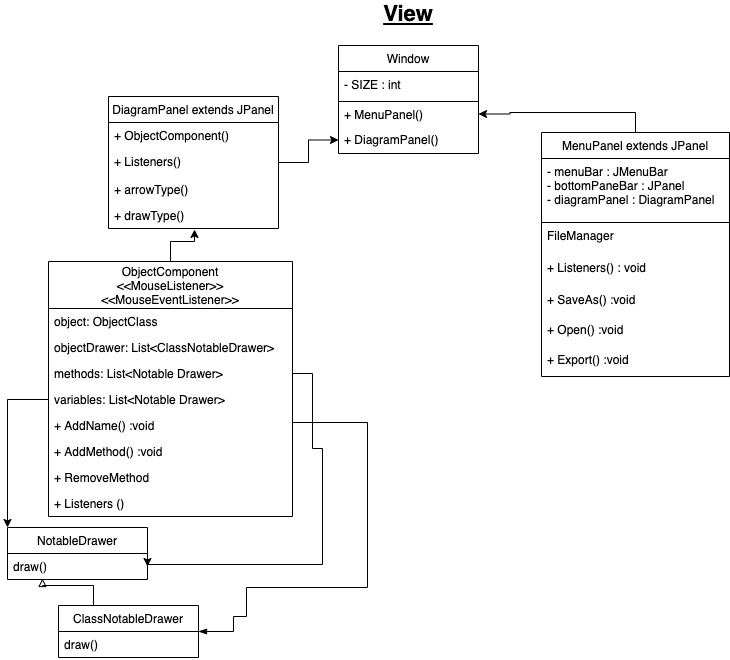 View
Window
- SIZE : int
+ MenuPanel()
+ DiagramPanel()
DiagramPanel extends JPanel
+ ObjectComponent()
+ Listeners()
+ arrowType()
+ drawType()
MenuPanel extends JPanel
- menuBar : JMenuBar
- bottomPaneBar : JPanel
- diagramPanel : DiagramPanel
FileManager
+ Listeners() : void
+ SaveAs() :void
+ Open() :void
+ Export() :void
ObjectComponent
<<MouseListener>>
<<MouseEventListener>>
object: ObjectClass
objectDrawer: List<ClassNotableDrawer>
methods: List<Notable Drawer>
variables: List<Notable Drawer>
+ AddName() :void
+ AddMethod() :void
+ RemoveMethod
+ Listeners ()
NotableDrawer
draw()
ClassNotableDrawer
draw()